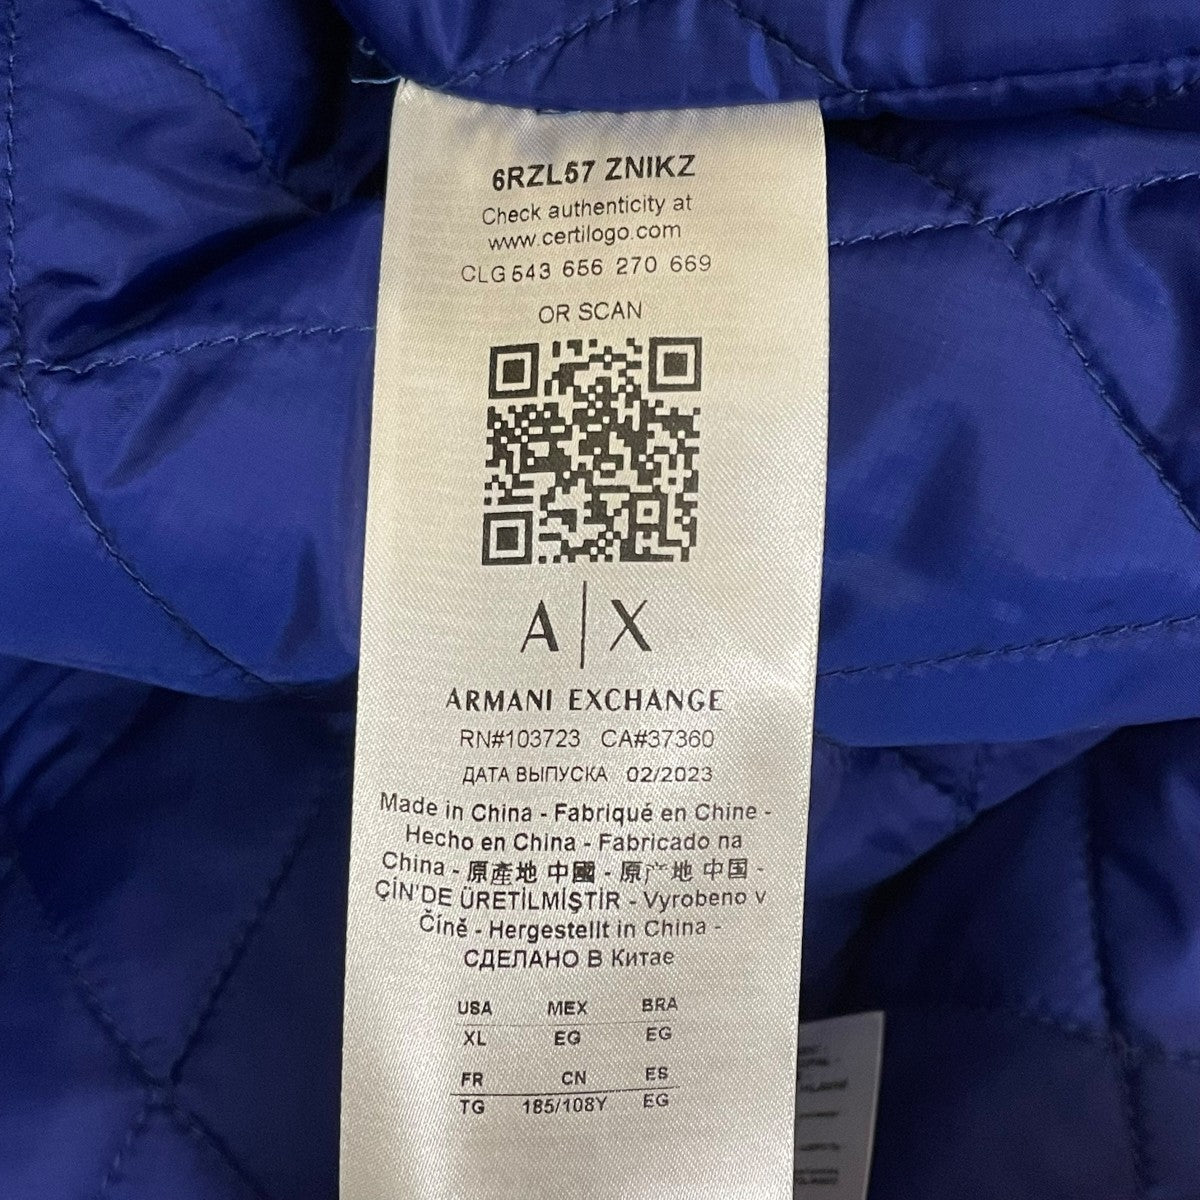 6RZL57 ZNIKZ
Check authenticity at
www.certilogo.com
CLG 543 656 270 669
OR SCAN
A|X
ARMANI EXCHANGE
RN#103723 CA#37360
ДАТА ВЫПУСКА 02/2023
Made in China - Fabriqué en Chine -
Hecho en China - Fabricado na
China - 原產地 中國 - 原产地 中国 -
ÇİN'DE ÜRETİLMİŞTİR - Vyrobeno v
Číně - Hergestellt in China -
СДЕЛАНО В Китае
USA MEX BRA
XL EG EG
FR CN ES
TG 185/108Y EG